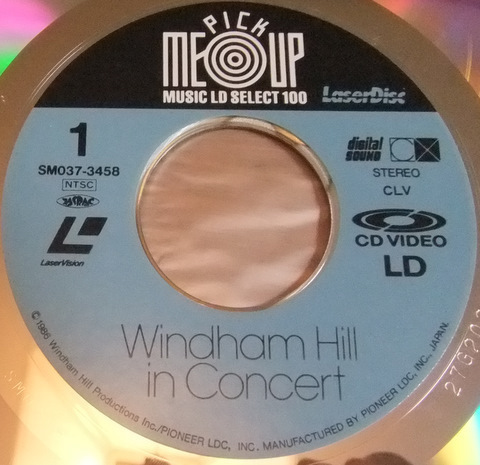 PICK
ME UP
MUSIC LD SELECT 100
LaserDisc
1
SM037-3458
NTSC
LaserVision
digital
sound
STEREO
CLV
CD VIDEO
LD
Windham Hill
in Concert
© 1986 Windham Hill Productions Inc./PIONEER LDC, INC. MANUFACTURED BY PIONEER LDC, INC. JAPAN.